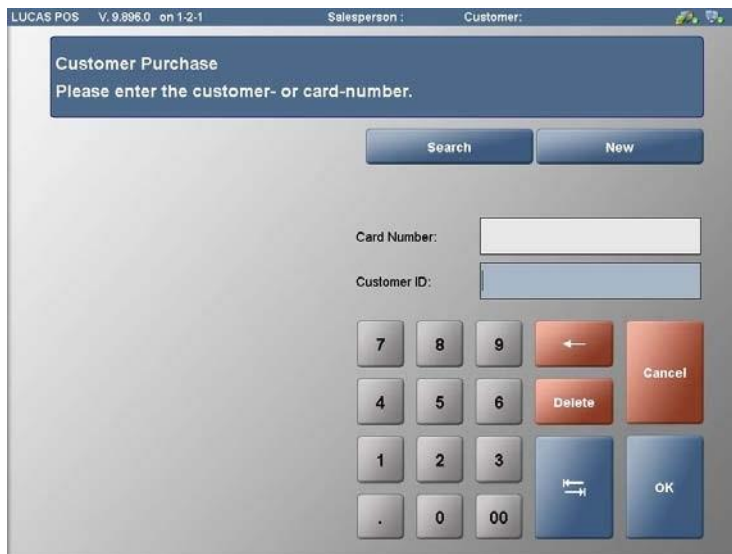 LUCAS POS V. 9.896.0 on 1-2-1 Salesperson : Customer:
Customer Purchase
Please enter the customer- or card-number.
Search New
Card Number:
Customer ID:
7 8 9 ←
Cancel
4 5 6 Delete
1 2 3
OK
. 0 00